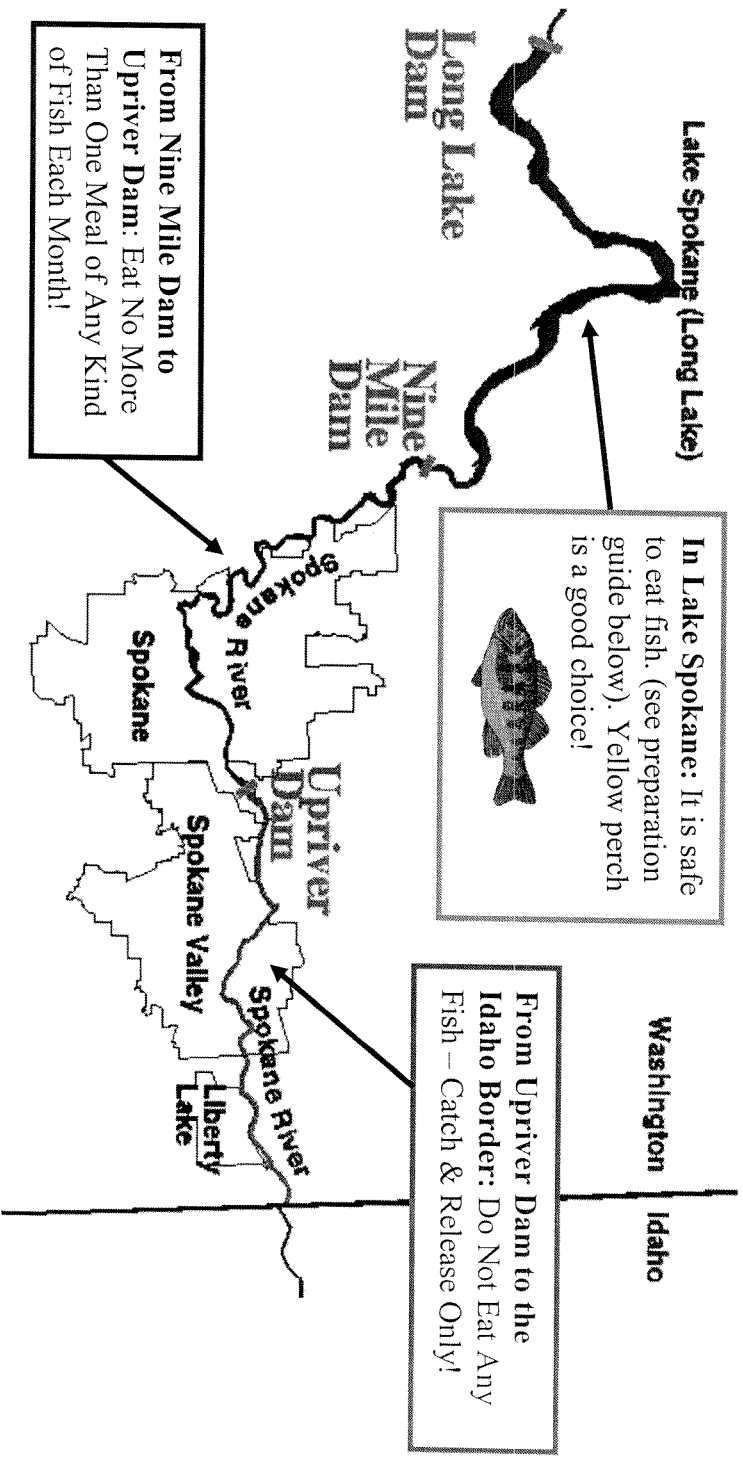 Lake Spokane (Long Lake)
Washington
Idaho
Long Lake
Dam
In Lake Spokane: It is safe
to eat fish. (see preparation
guide below). Yellow perch
is a good choice!
From Upriver Dam to the
Idaho Border: Do Not Eat Any
Fish – Catch & Release Only!
Nine
Mile
Dam
Upriver
Dam
Spokane
River
Spokane River
Spokane
Spokane Valley
Liberty
Lake
From Nine Mile Dam to
Upriver Dam: Eat No More
Than One Meal of Any Kind
of Fish Each Month!